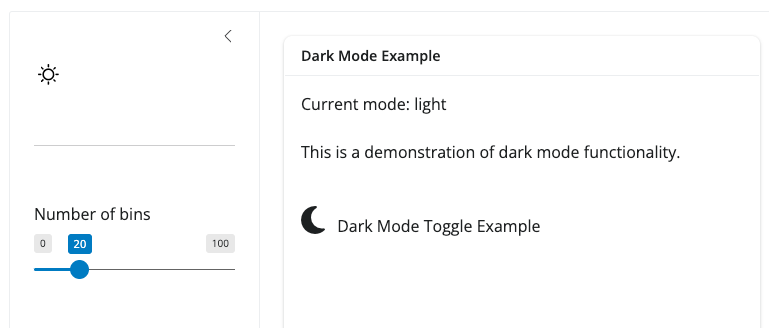 Number of bins
0 20 100
Dark Mode Example
Current mode: light
This is a demonstration of dark mode functionality.
Dark Mode Toggle Example